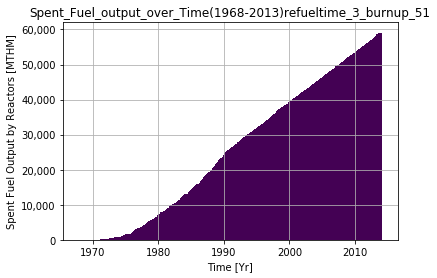 Spent_Fuel_output_over_Time(1968-2013)refueltime_3_burnup_51
Spent Fuel Output by Reactors [MTHM]
60,000
50,000
40,000
30,000
20,000
10,000
0
1970 1980 1990 2000 2010
Time [Yr]